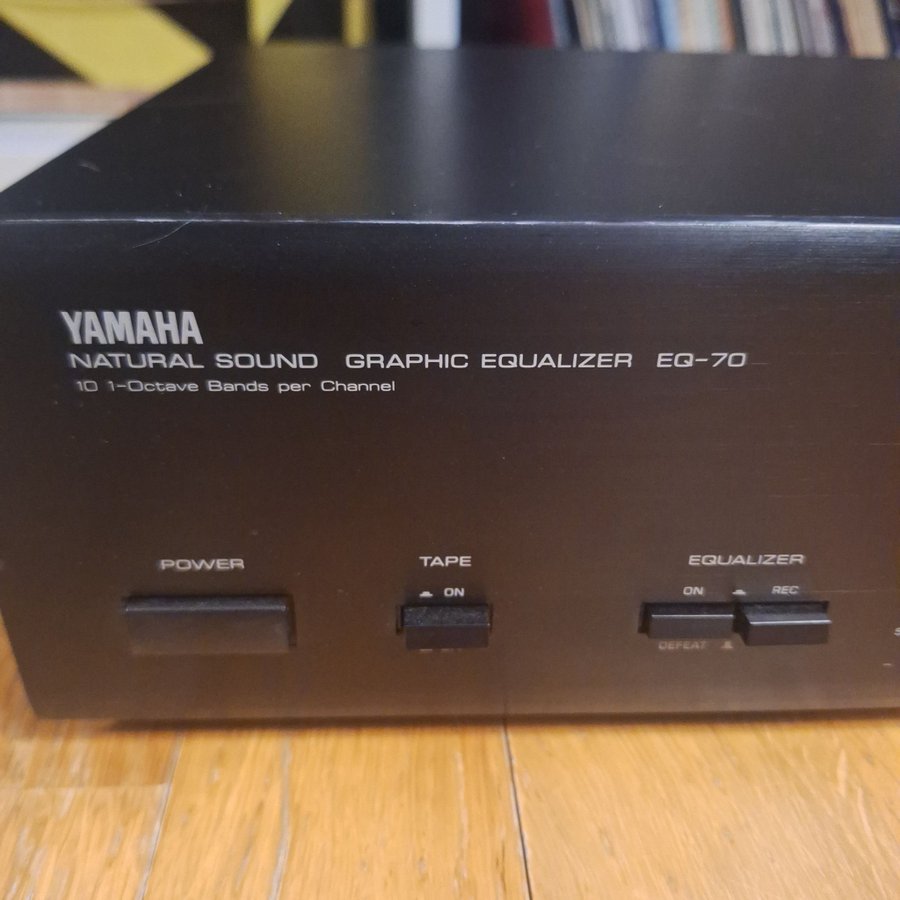 YAMAHA
NATURAL SOUND GRAPHIC EQUALIZER EQ-70
10 1-Octave Bands per Channel
POWER
TAPE
EQUALIZER
ON
ON
REC
DEFEAT